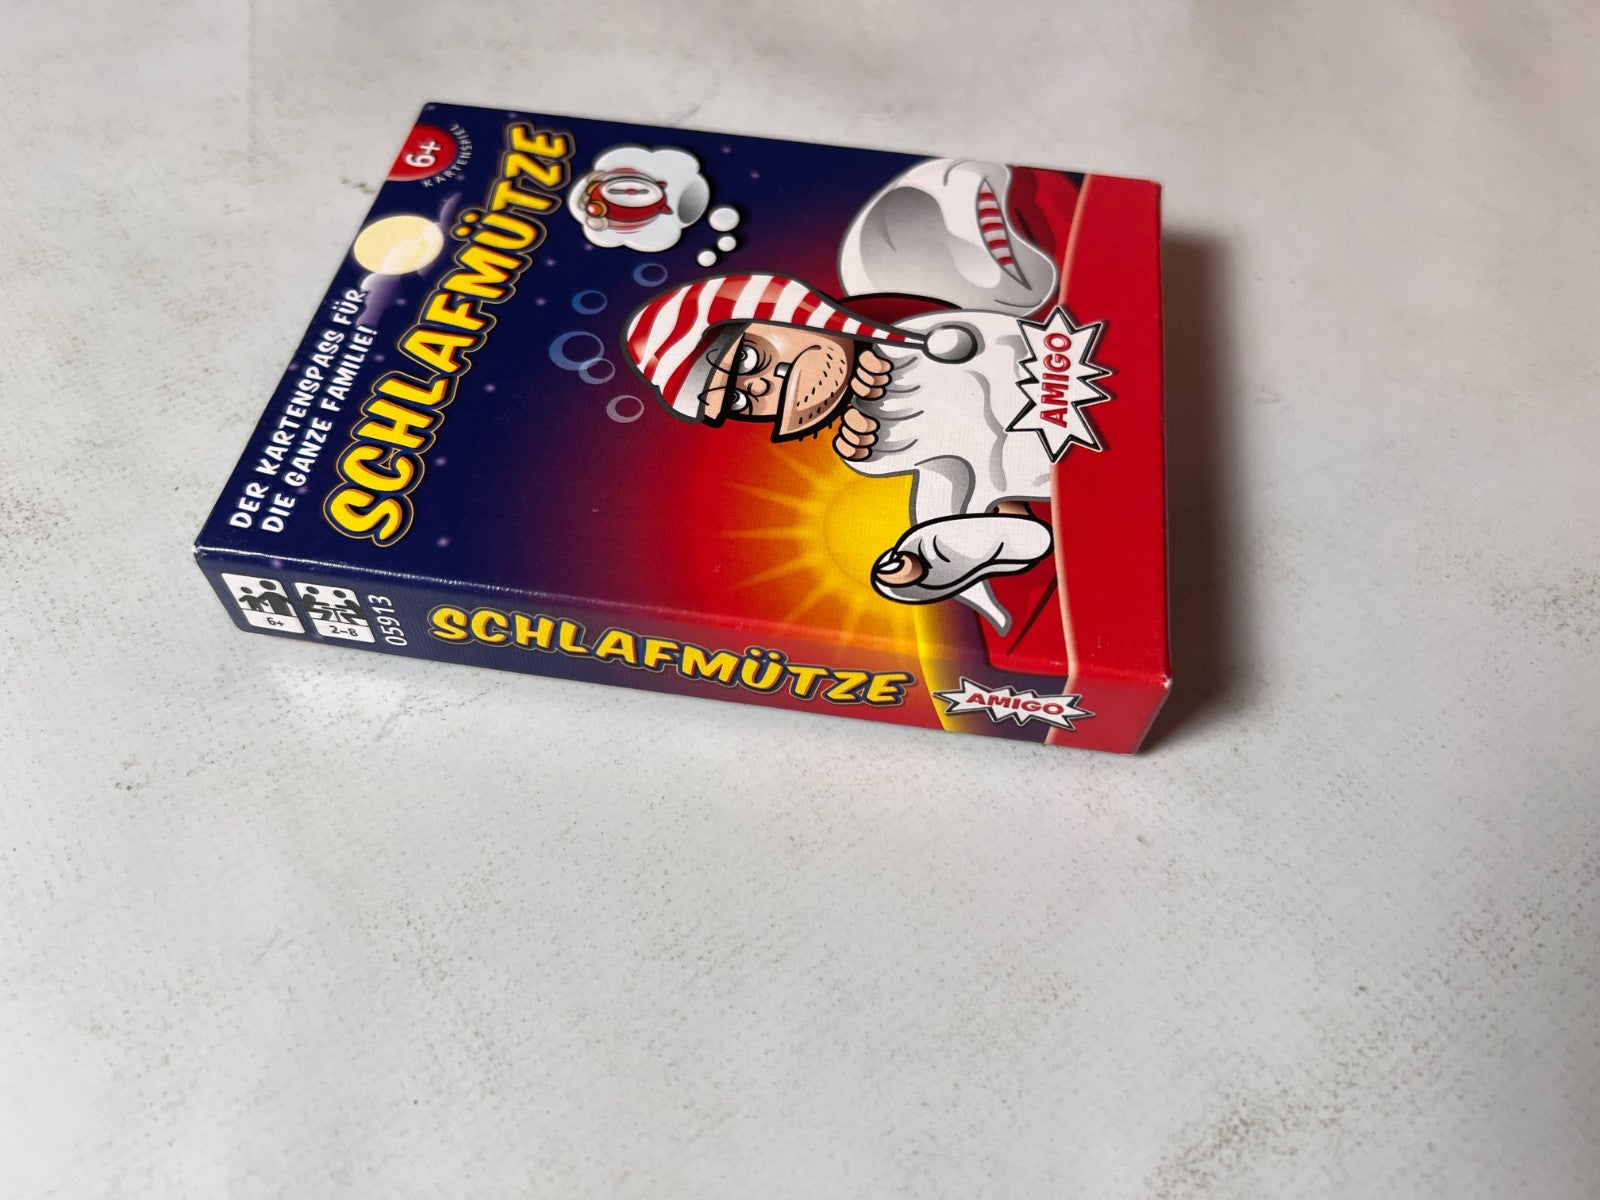 6+
KARTENSPIEL
DER KARTENSPASS FÜR
DIE GANZE FAMILIE!
SCHLAFMÜTZE
AMIGO
6+
2-8
05913
SCHLAFMÜTZE
AMIGO